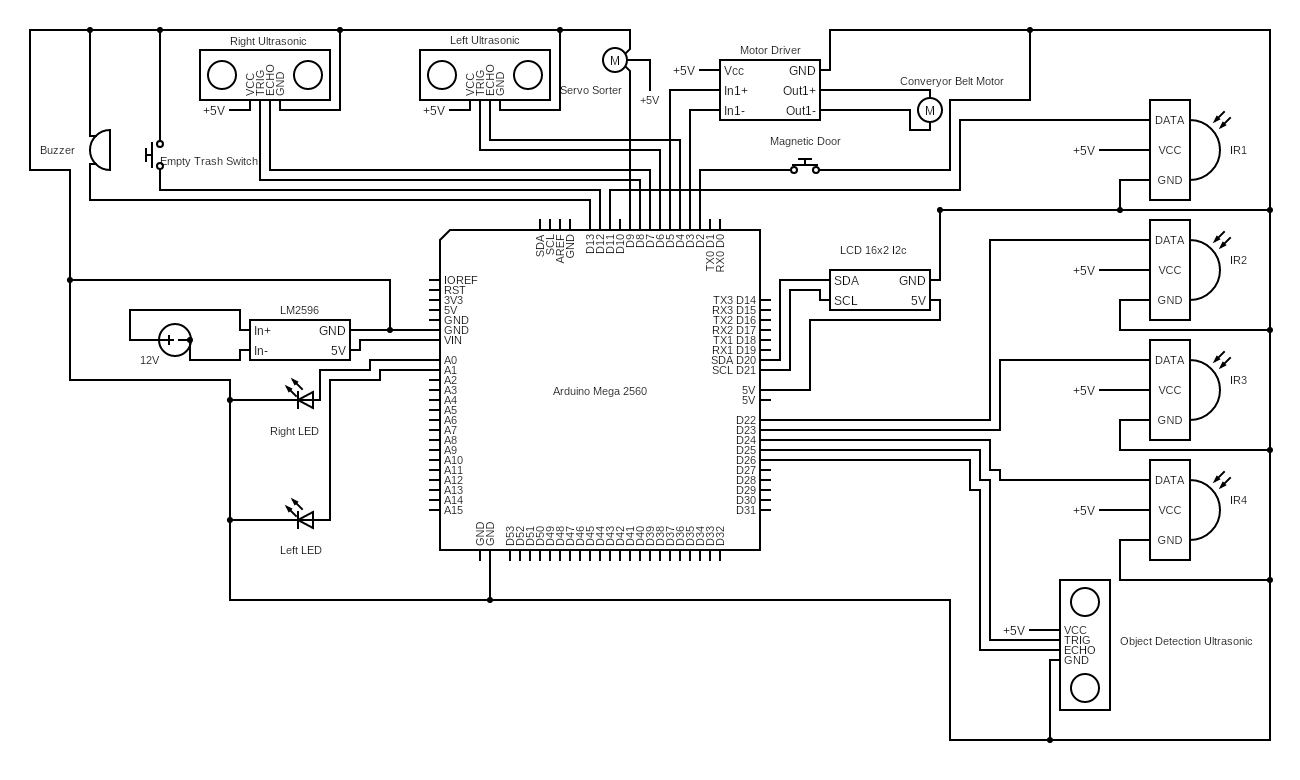 Right Ultrasonic
VCC
TRIG
ECHO
GND
+5V
Left Ultrasonic
VCC
TRIG
ECHO
GND
+5V
M
Servo Sorter
+5V
Motor Driver
+5V
Vcc
In1+
In1-
GND
Out1+
Out1-
Converyor Belt Motor
M
Magnetic Door
Buzzer
Empty Trash Switch
DATA
VCC
GND
+5V
IR1
DATA
VCC
GND
+5V
IR2
DATA
VCC
GND
+5V
IR3
DATA
VCC
GND
+5V
IR4
LCD 16x2 I2c
SDA
SCL
GND
5V
LM2596
In+
In-
GND
5V
12V
Right LED
Left LED
Arduino Mega 2560
SDA
SCL
AREF
GND
D13
D12
D11
D10
D9
D8
D7
D6
D5
D4
D3
D2
TX0 D1
RX0 D0
IOREF
RST
3V3
5V
GND
GND
VIN
A0
A1
A2
A3
A4
A5
A6
A7
A8
A9
A10
A11
A12
A13
A14
A15
TX3 D14
RX3 D15
TX2 D16
RX2 D17
TX1 D18
RX1 D19
SDA D20
SCL D21
5V
5V
D22
D23
D24
D25
D26
D27
D28
D29
D30
D31
GND
GND
D53
D52
D51
D50
D49
D48
D47
D46
D45
D44
D43
D42
D41
D40
D39
D38
D37
D36
D35
D34
D33
D32
+5V
VCC
TRIG
ECHO
GND
Object Detection Ultrasonic